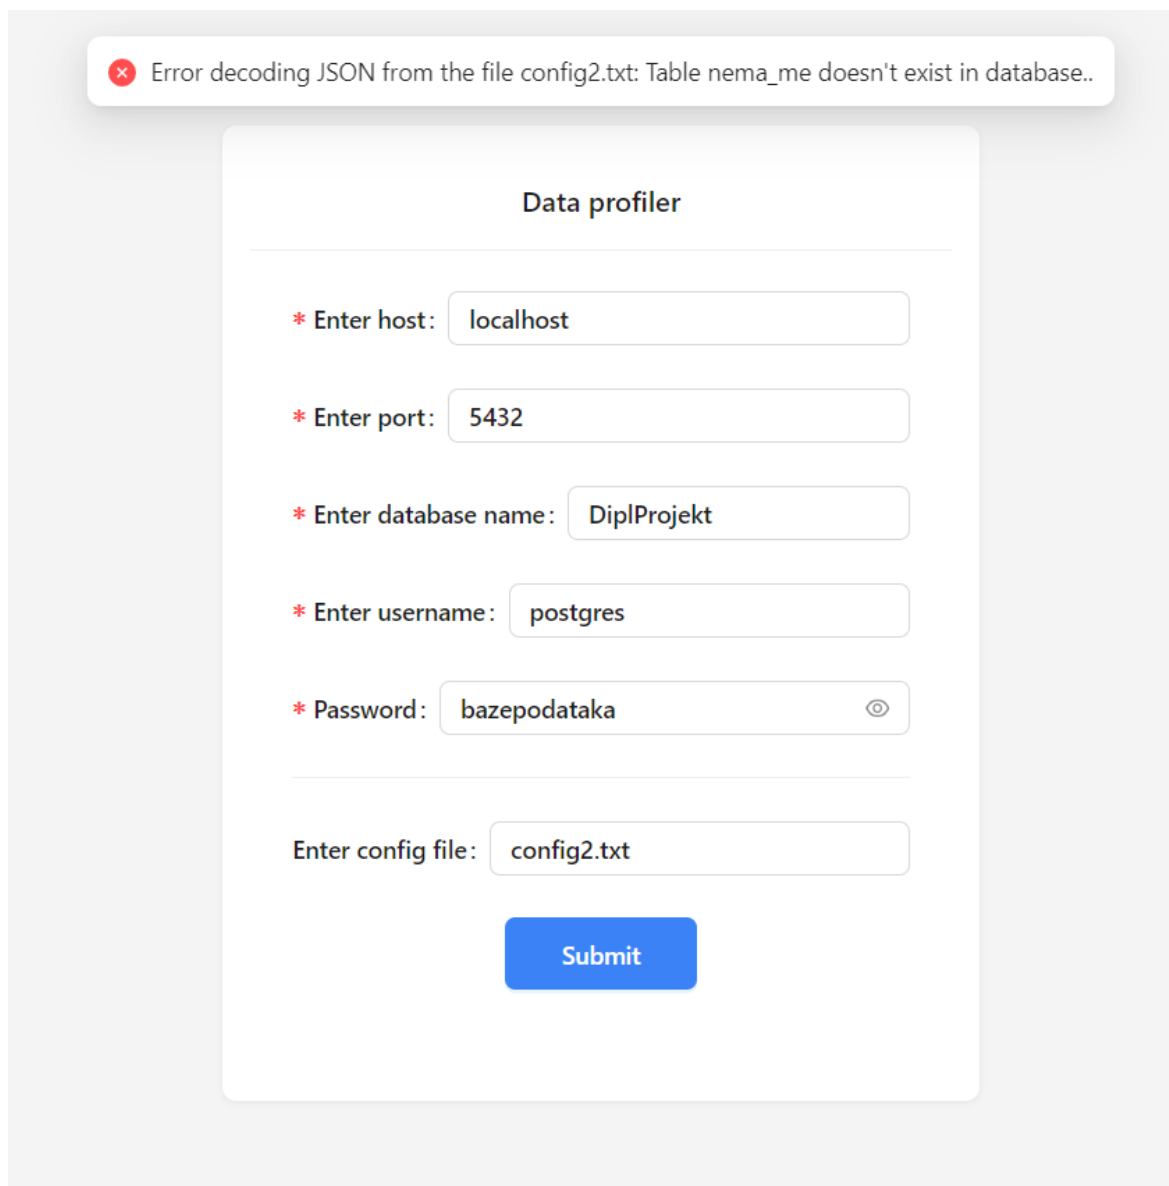 Error decoding JSON from the file config2.txt: Table nema_me doesn't exist in database..
Data profiler
* Enter host: localhost
* Enter port: 5432
* Enter database name: DiplProjekt
* Enter username: postgres
* Password: bazepodataka
Enter config file: config2.txt
Submit